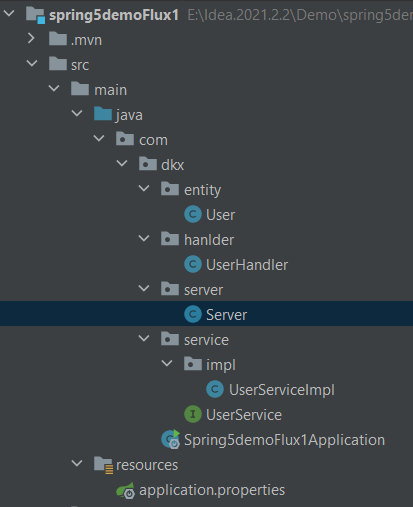 spring5demoFlux1 E:\Idea.2021.2.2\Demo\spring5der
.mvn
src
main
java
com
dkx
entity
User
hanlder
UserHandler
server
Server
service
impl
UserServiceImpl
UserService
Spring5demoFlux1Application
resources
application.properties